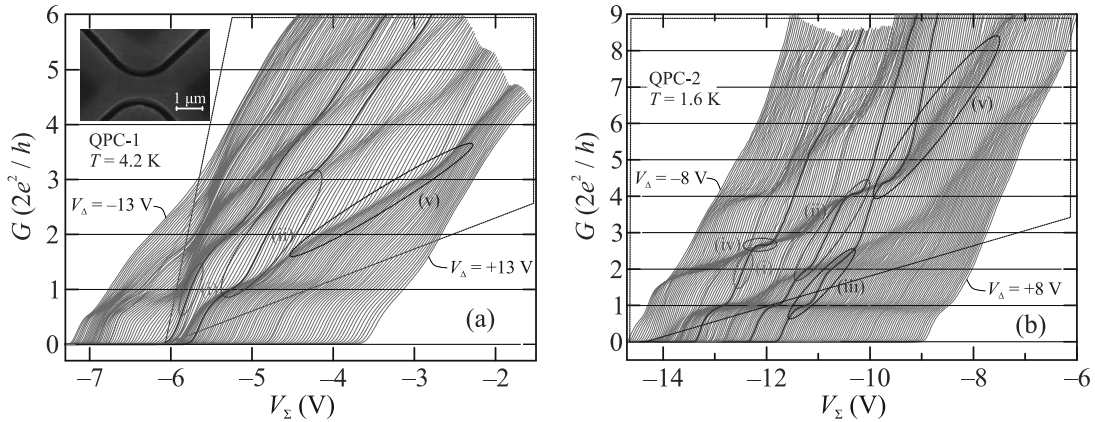 6
5
4
3
2
1
0
G (2e² / h)
1 μm
QPC-1
T = 4.2 K
V_Δ = –13 V
(ii)
(v)
V_Δ = +13 V
(a)
–7
–6
–5
–4
–3
–2
V_Σ (V)
9
8
7
6
5
4
3
2
1
0
G (2e² / h)
QPC-2
T = 1.6 K
V_Δ = –8 V
(v)
(ii)
(iv)
(iii)
V_Δ = +8 V
(b)
–14
–12
–10
–8
–6
V_Σ (V)